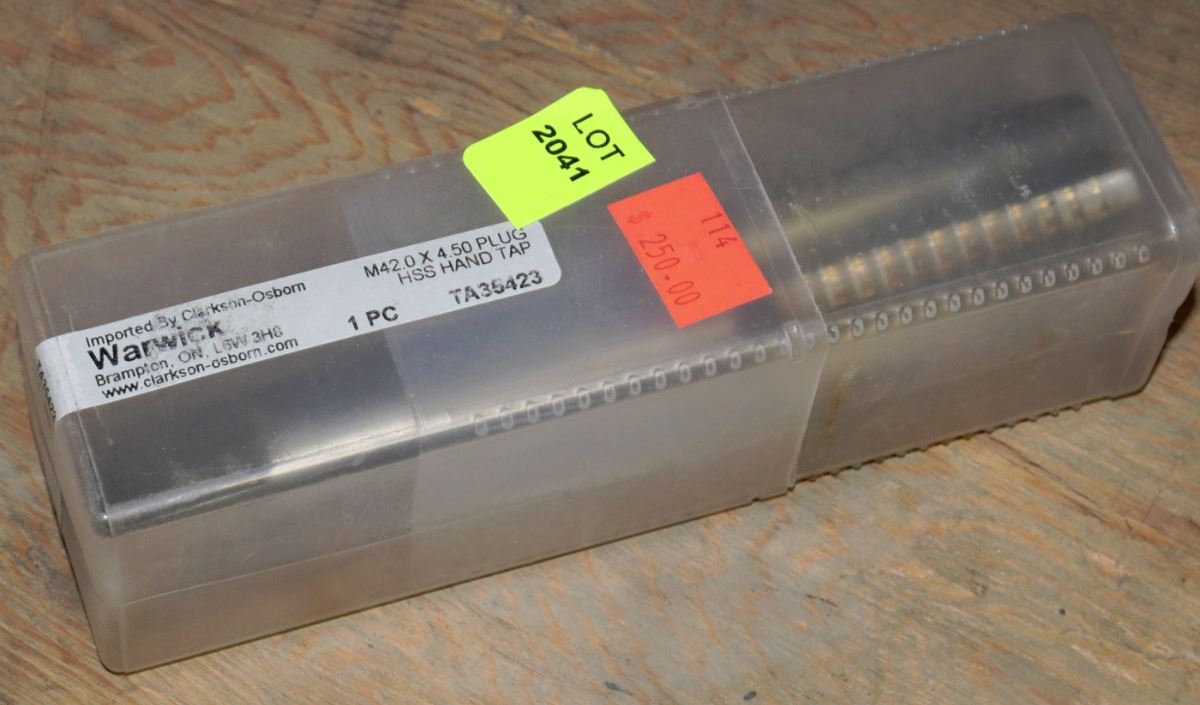 LOT
2041
114
$ 250.00
M42.0 X 4.50 PLUG
HSS HAND TAP
TA35423
1 PC
Imported By Clarkson-Osborn
Warwick
Brampton, ON, L6W 3H8
www.clarkson-osborn.com